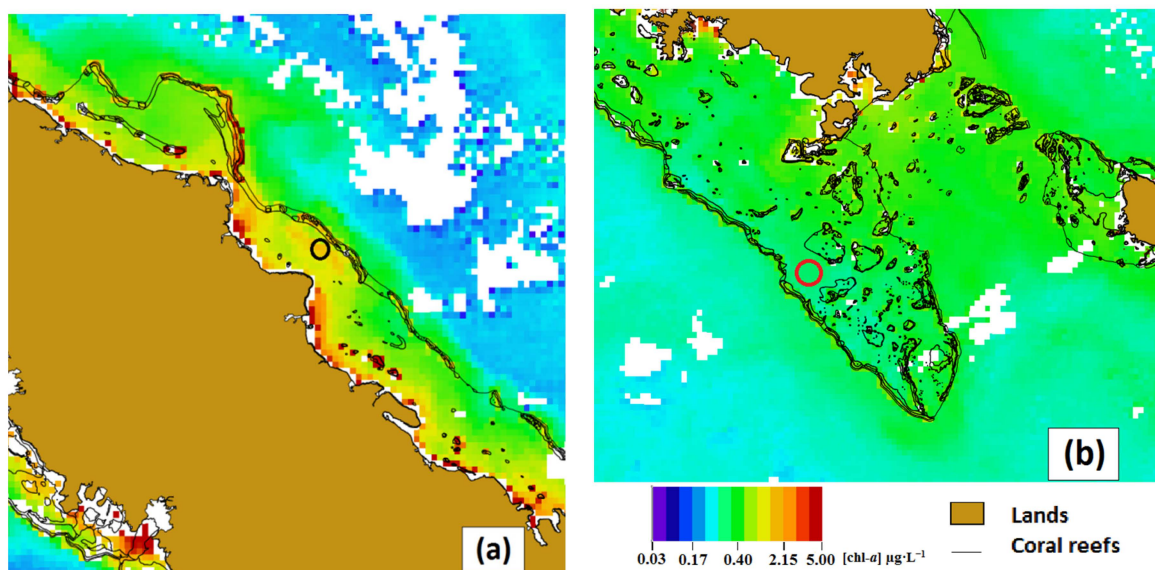 (a)
(b)
0.03 0.17 0.40 2.15 5.00 [chl-a] µg·L⁻¹
Lands
Coral reefs